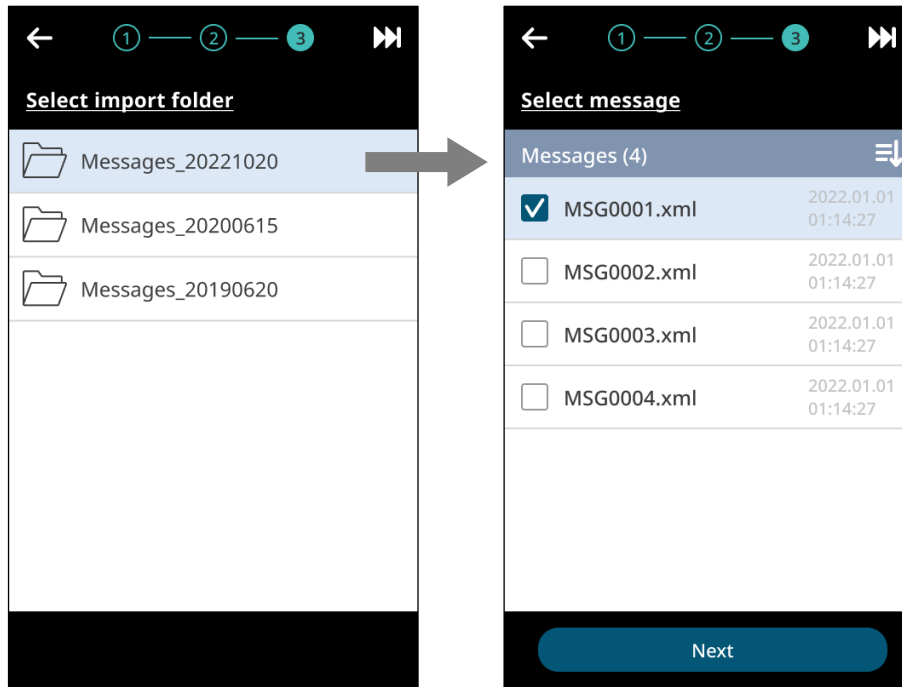 1 2 3
Select import folder
Messages_20221020
Messages_20200615
Messages_20190620
1 2 3
Select message
Messages (4)
MSG0001.xml
2022.01.01
01:14:27
MSG0002.xml
2022.01.01
01:14:27
MSG0003.xml
2022.01.01
01:14:27
MSG0004.xml
2022.01.01
01:14:27
Next